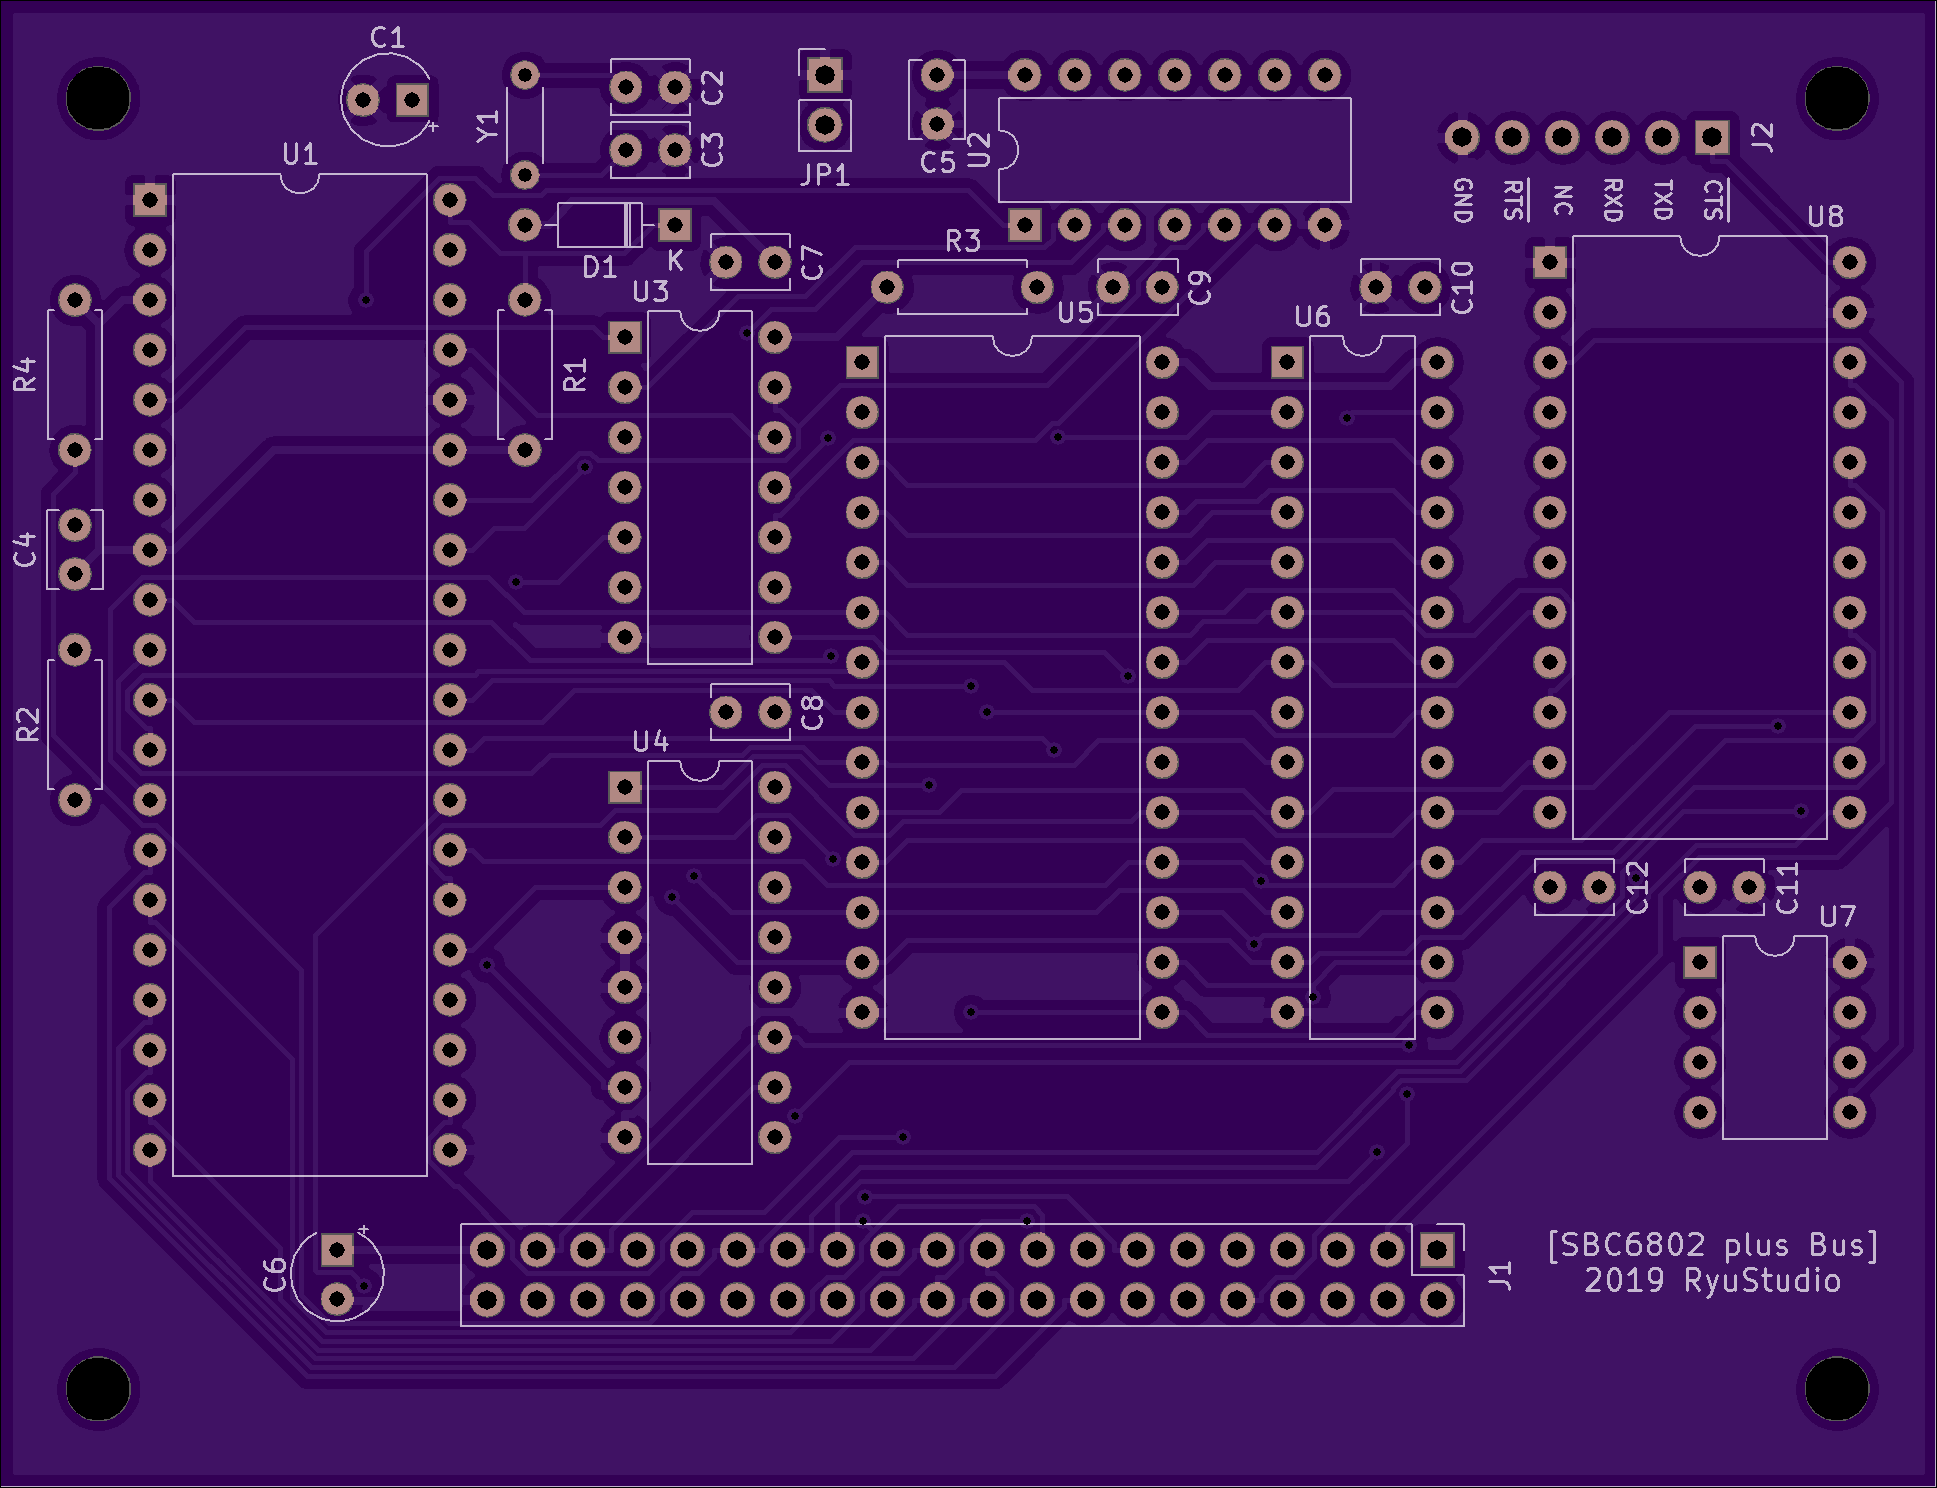 C1
C2
C3
Y1
JP1
C5
U2
J2
GND
RTS
NC
RXD
TXD
CTS
U1
U8
D1
K
C7
R3
C9
C10
U3
U5
U6
R4
R1
C4
R2
C8
U4
C12
C11
U7
C6
+
+
J1
[SBC6802 plus Bus]
2019 RyuStudio